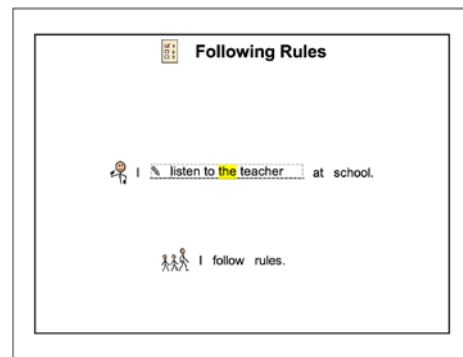 Following Rules
I listen to the teacher at school.
I follow rules.